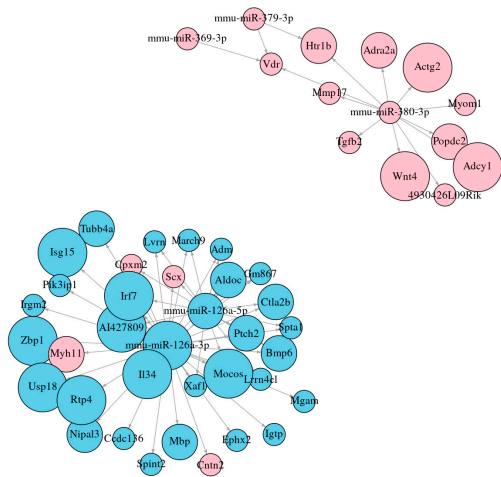 mmu-miR-379-3p
mmu-miR-369-3p
Htr1b
Adra2a
Actg2
Vdr
Mmp17
Myom1
mmu-miR-380-3p
Tgfb2
Popdc2
Adcy1
Wnt4
4930426L09Rik
Tubb4a
Lvrn
March9
Adm
Isg15
Cpxm2
Scx
Aldoc
Gm867
Pik3ip1
Irf7
Irgm2
mmu-miR-126a-5p
Ctla2b
Zbp1
AI427809
Ptch2
Spta1
mmu-miR-126a-3p
Myh11
Bmp6
Usp18
Il34
Mocos
Lrrn4cl
Rtp4
Xaf1
Mgam
Nipal3
Ccdc136
Mbp
Ephx2
Igtp
Spint2
Cntn2